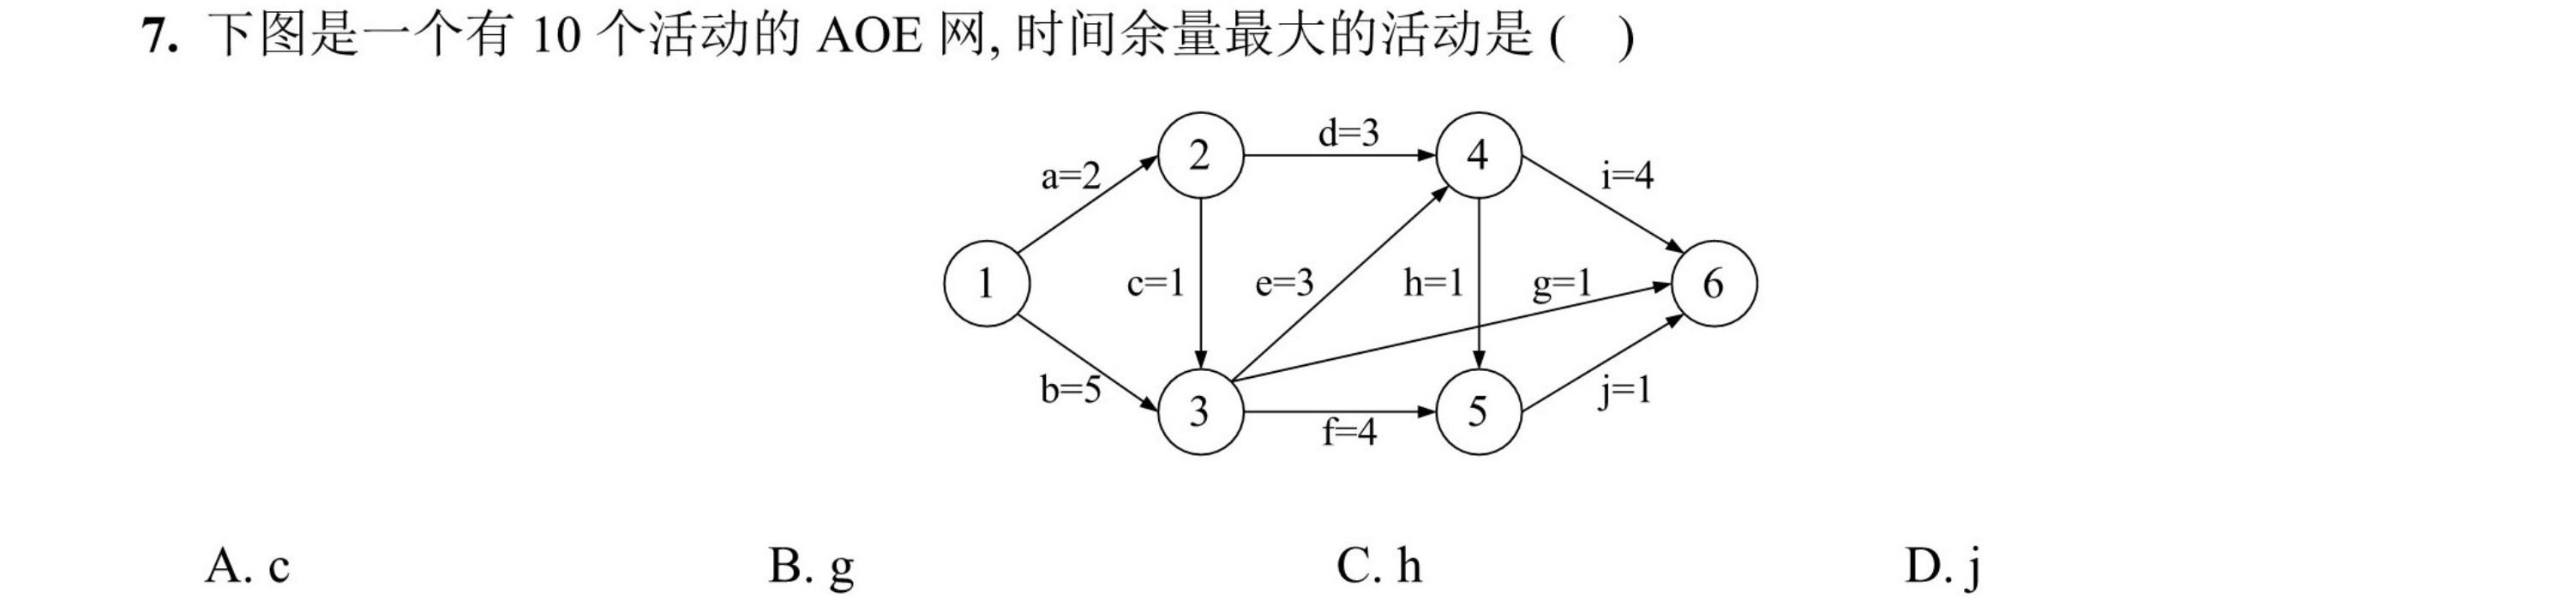 7. 下图是一个有 10 个活动的 AOE 网, 时间余量最大的活动是 ( )
d=3
2
4
a=2
i=4
1
c=1
e=3
h=1
g=1
6
b=5
j=1
3
5
f=4
A. c B. g C. h D. j